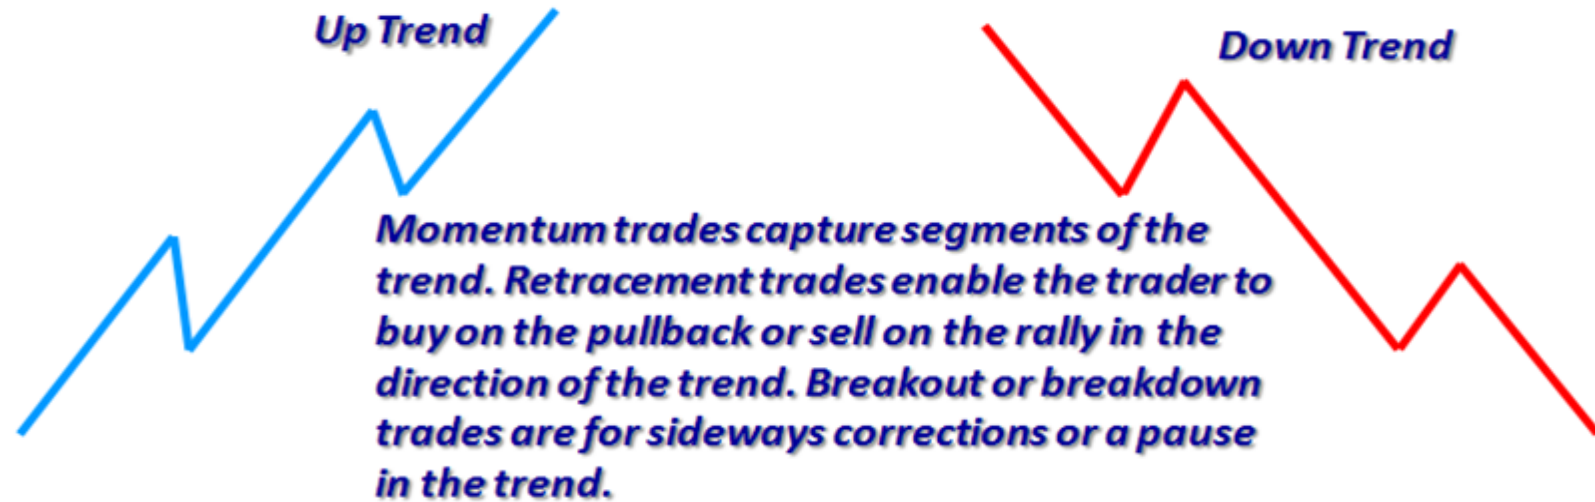 Up Trend
Down Trend
Momentum trades capture segments of the
trend. Retracement trades enable the trader to
buy on the pullback or sell on the rally in the
direction of the trend. Breakout or breakdown
trades are for sideways corrections or a pause
in the trend.